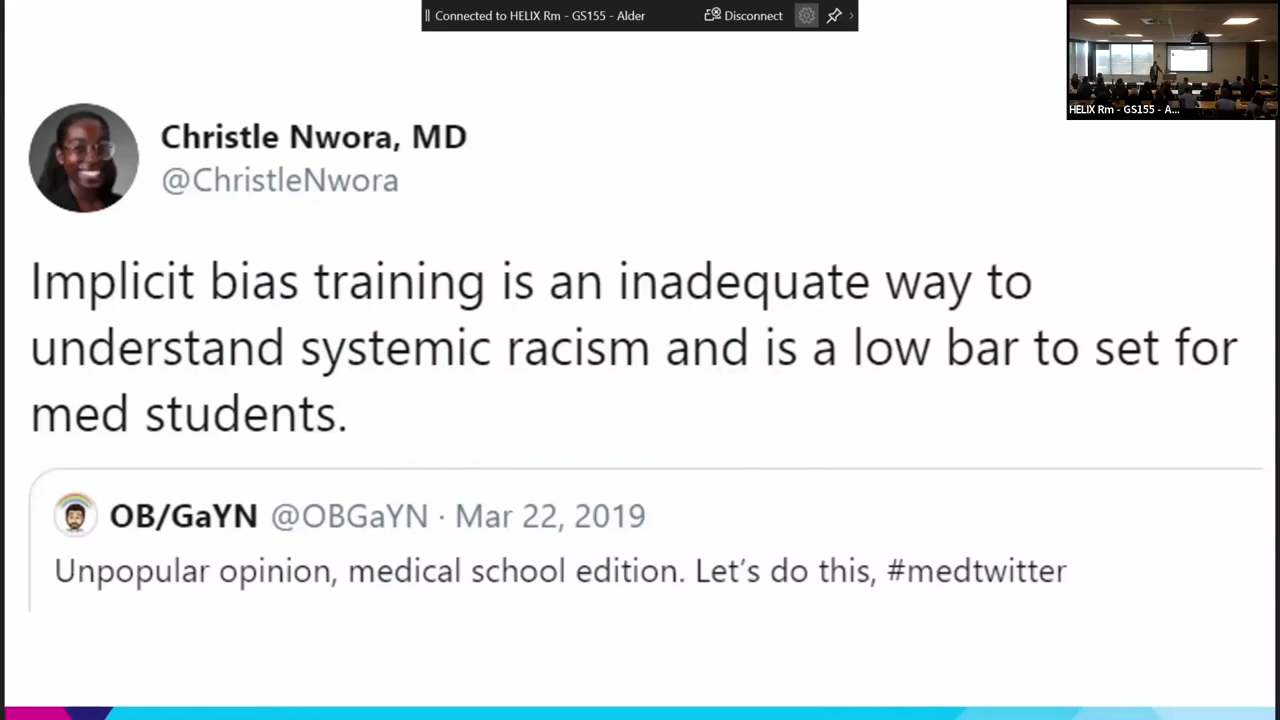 Connected to HELIX Rm - GS155 - Alder
Disconnect
HELIX Rm - GS155 - A...
Christle Nwora, MD
@ChristleNwora
Implicit bias training is an inadequate way to
understand systemic racism and is a low bar to set for
med students.
OB/GaYN @OBGaYN · Mar 22, 2019
Unpopular opinion, medical school edition. Let’s do this, #medtwitter